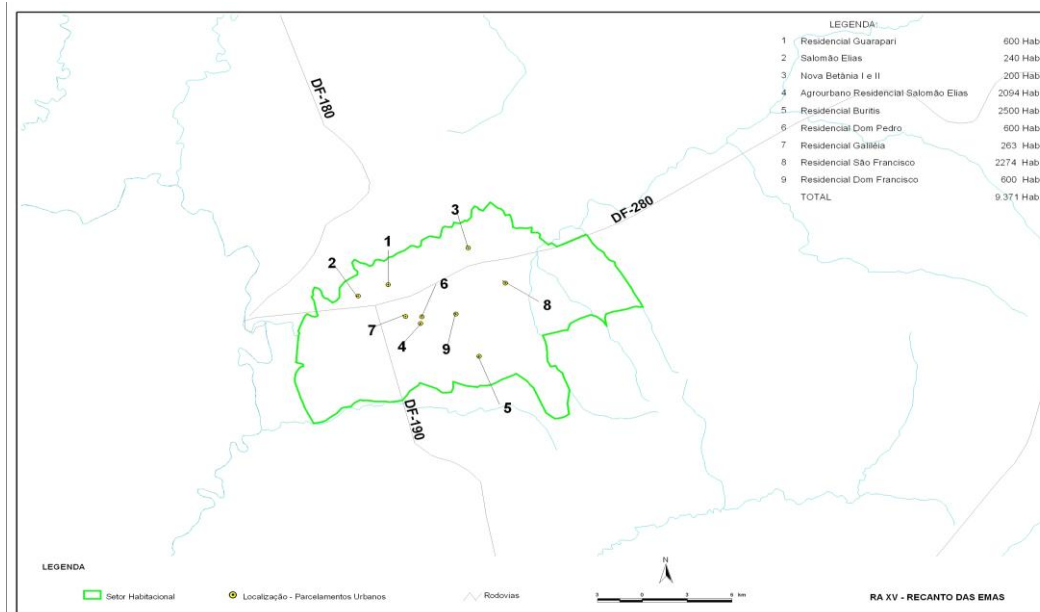 LEGENDA:
1 Residencial Guarapari 600 Hab
2 Salomão Elias 240 Hab
3 Nova Betânia I e II 200 Hab
4 Agrourbano Residencial Salomão Elias 2094 Hab
5 Residencial Buritis 2500 Hab
6 Residencial Dom Pedro 600 Hab
7 Residencial Galiléia 263 Hab
8 Residencial São Francisco 2274 Hab
9 Residencial Dom Francisco 600 Hab
TOTAL 9.371 Hab
DF-180
DF-280
3
1
2
6
8
7
4
9
5
DF-190
LEGENDA
N
Setor Habitacional
Localização - Parcelamentos Urbanos
Rodovias
0 3 6 km
RA XV - RECANTO DAS EMAS